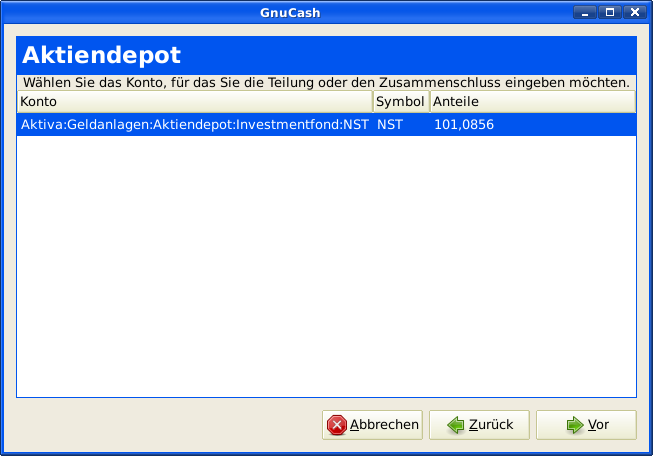 GnuCash
Aktiendepot
Wählen Sie das Konto, für das Sie die Teilung oder den Zusammenschluss eingeben möchten.
Konto Symbol Anteile
Aktiva:Geldanlagen:Aktiendepot:Investmentfond:NST NST 101,0856
Abbrechen Zurück Vor